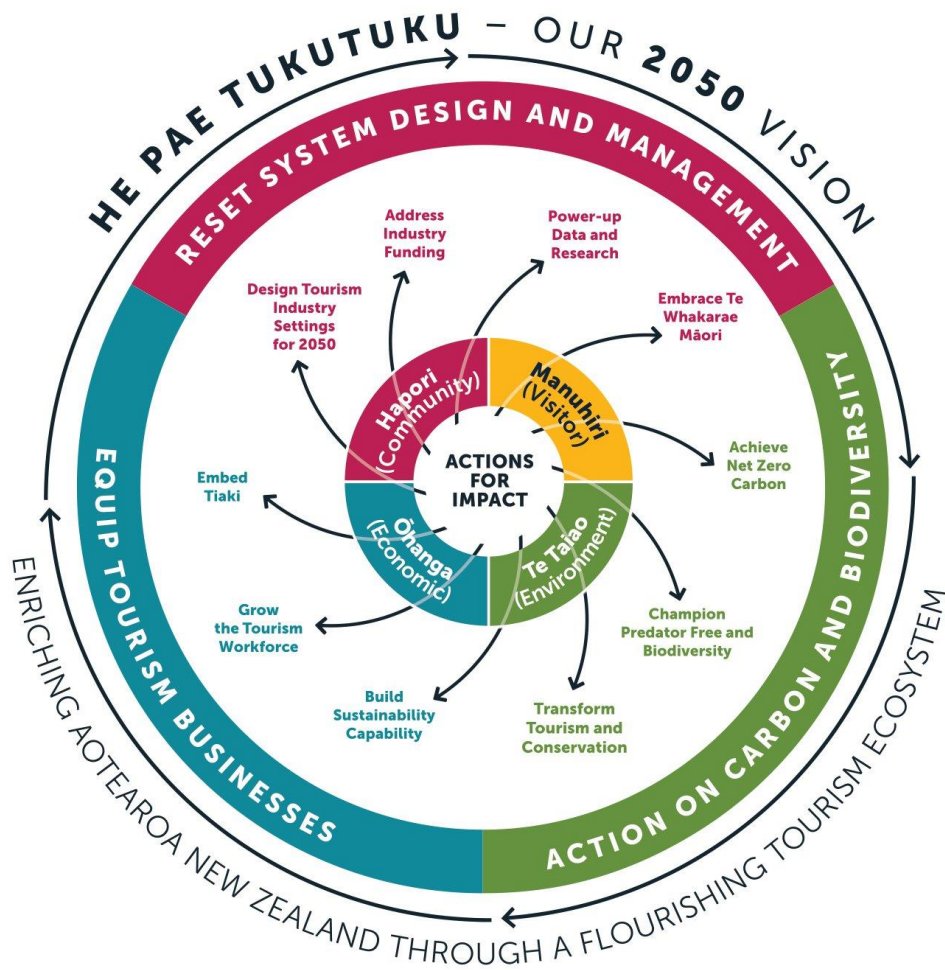 HE PAE TUKUTUKU – OUR 2050 VISION
RESET SYSTEM DESIGN AND MANAGEMENT
ACTION ON CARBON AND BIODIVERSITY
EQUIP TOURISM BUSINESSES
Address
Industry
Funding
Power-up
Data and
Research
Design Tourism
Industry
Settings
for 2050
Embrace Te
Whakarae
Māori
Achieve
Net Zero
Carbon
Champion
Predator Free and
Biodiversity
Transform
Tourism and
Conservation
Build
Sustainability
Capability
Grow
the Tourism
Workforce
Embed
Tiaki
Hapori
(Community)
Manuhiri
(Visitor)
Te Taiao
(Environment)
Ōhanga
(Economic)
ACTIONS
FOR
IMPACT
ENRICHING AOTEAROA NEW ZEALAND THROUGH A FLOURISHING TOURISM ECOSYSTEM